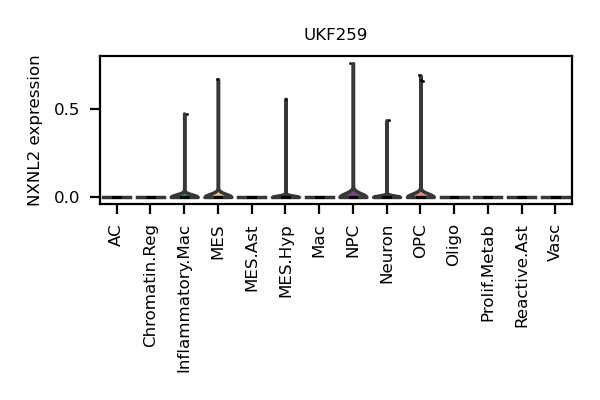 UKF259
NXNL2 expression
0.5
0.0
AC
Chromatin.Reg
Inflammatory.Mac
MES
MES.Ast
MES.Hyp
Mac
NPC
Neuron
OPC
Oligo
Prolif.Metab
Reactive.Ast
Vasc